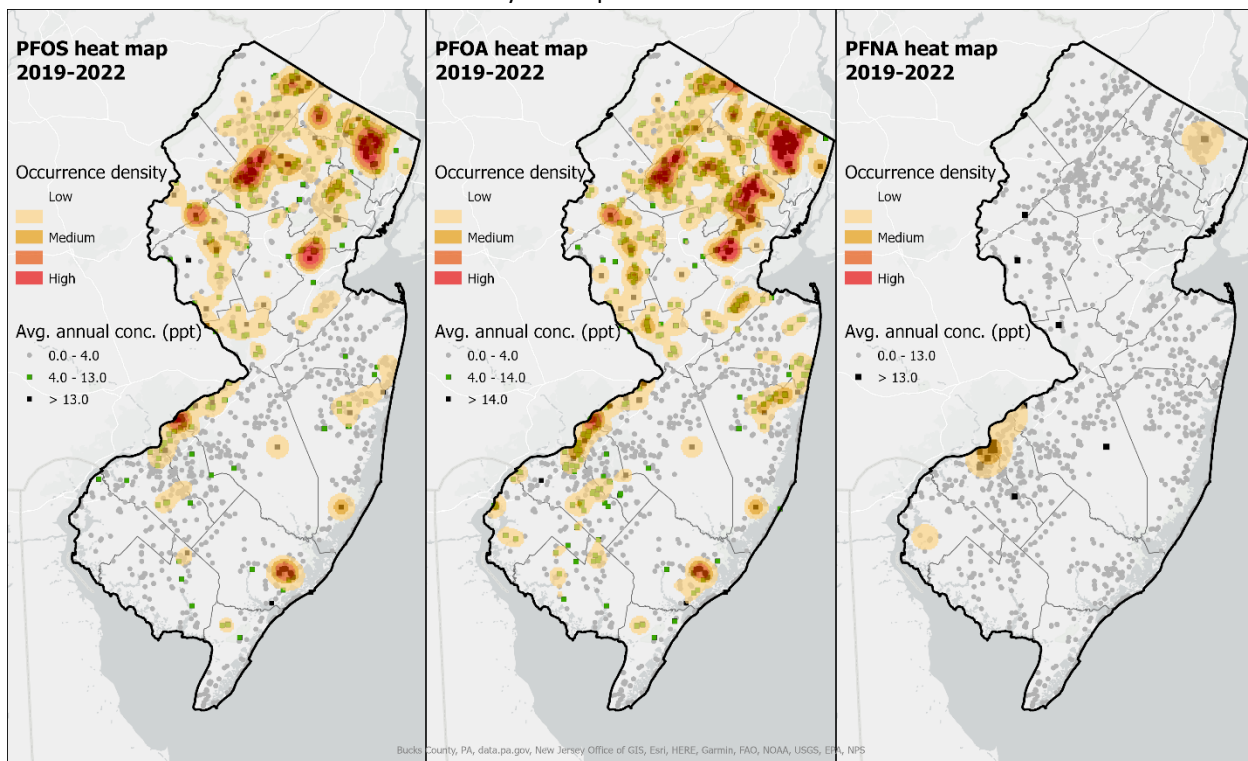 PFOS heat map
2019-2022
Occurrence density
Low
Medium
High
Avg. annual conc. (ppt)
0.0 - 4.0
4.0 - 13.0
> 13.0
PFOA heat map
2019-2022
Occurrence density
Low
Medium
High
Avg. annual conc. (ppt)
0.0 - 4.0
4.0 - 14.0
> 14.0
PFNA heat map
2019-2022
Occurrence density
Low
Medium
High
Avg. annual conc. (ppt)
0.0 - 13.0
> 13.0
Bucks County, PA, data.pa.gov, New Jersey Office of GIS, Esri, HERE, Garmin, FAO, NOAA, USGS, EPA, NPS